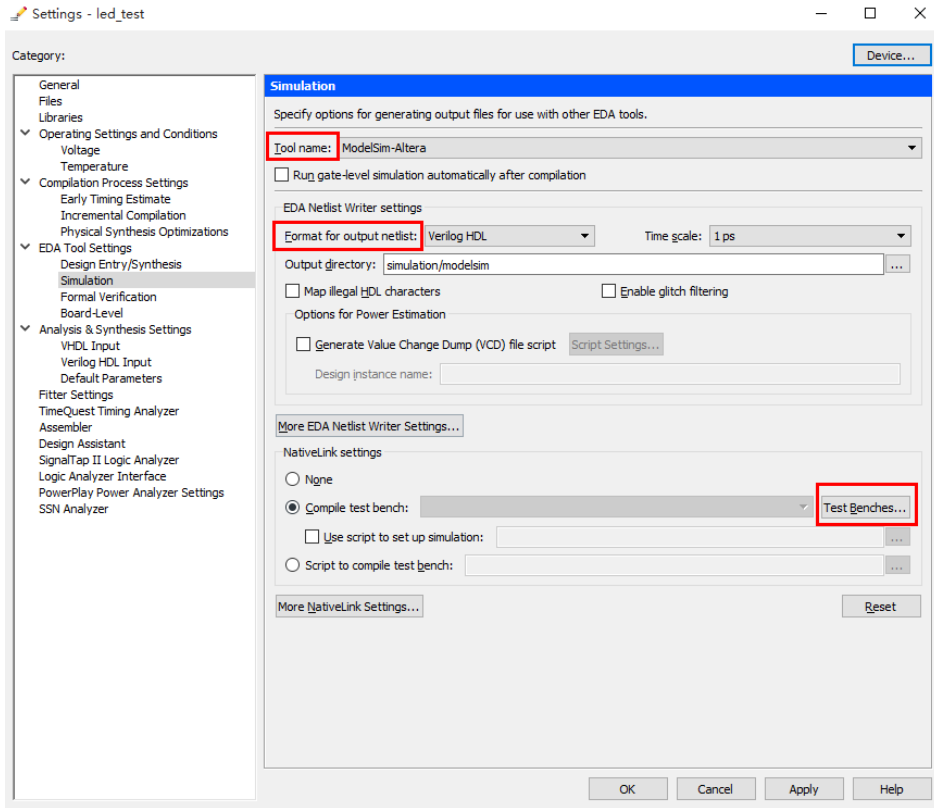 Settings - led_test
Category:
Device...
General
Files
Libraries
Operating Settings and Conditions
Voltage
Temperature
Compilation Process Settings
Early Timing Estimate
Incremental Compilation
Physical Synthesis Optimizations
EDA Tool Settings
Design Entry/Synthesis
Simulation
Formal Verification
Board-Level
Analysis & Synthesis Settings
VHDL Input
Verilog HDL Input
Default Parameters
Fitter Settings
TimeQuest Timing Analyzer
Assembler
Design Assistant
SignalTap II Logic Analyzer
Logic Analyzer Interface
PowerPlay Power Analyzer Settings
SSN Analyzer
Simulation
Specify options for generating output files for use with other EDA tools.
Tool name: ModelSim-Altera
Run gate-level simulation automatically after compilation
EDA Netlist Writer settings
Format for output netlist: Verilog HDL Time scale: 1 ps
Output directory: simulation/modelsim ...
Map illegal HDL characters Enable glitch filtering
Options for Power Estimation
Generate Value Change Dump (VCD) file script Script Settings...
Design instance name:
More EDA Netlist Writer Settings...
NativeLink settings
None
Compile test bench: Test Benches...
Use script to set up simulation: ...
Script to compile test bench: ...
More NativeLink Settings... Reset
OK Cancel Apply Help